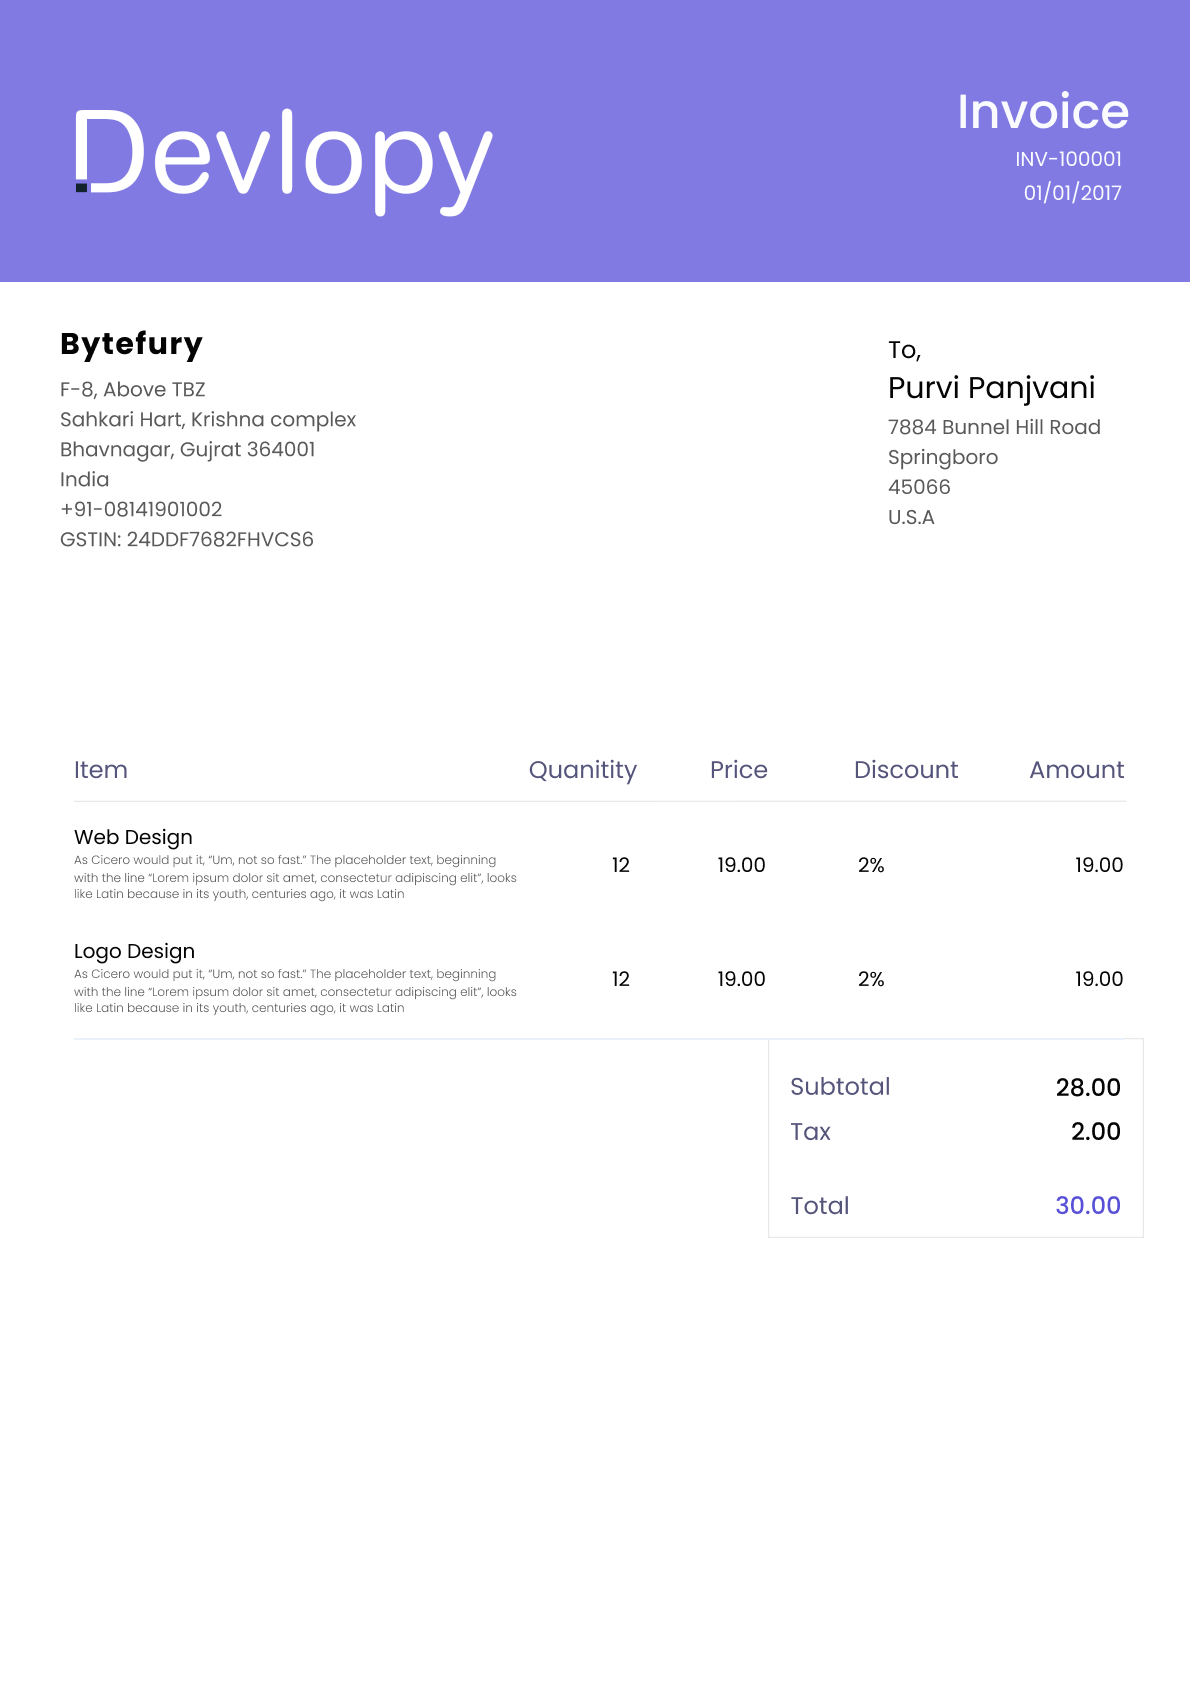 Devlopy
Invoice
INV-100001
01/01/2017
Bytefury
F-8, Above TBZ
Sahkari Hart, Krishna complex
Bhavnagar, Gujrat 364001
India
+91-08141901002
GSTIN: 24DDF7682FHVCS6
To,
Purvi Panjvani
7884 Bunnel Hill Road
Springboro
45066
U.S.A
Item Quanitity Price Discount Amount
Web Design
As Cicero would put it, “Um, not so fast.” The placeholder text, beginning
with the line “Lorem ipsum dolor sit amet, consectetur adipiscing elit”, looks
like Latin because in its youth, centuries ago, it was Latin
12 19.00 2% 19.00
Logo Design
As Cicero would put it, “Um, not so fast.” The placeholder text, beginning
with the line “Lorem ipsum dolor sit amet, consectetur adipiscing elit”, looks
like Latin because in its youth, centuries ago, it was Latin
12 19.00 2% 19.00
Subtotal 28.00
Tax 2.00
Total 30.00